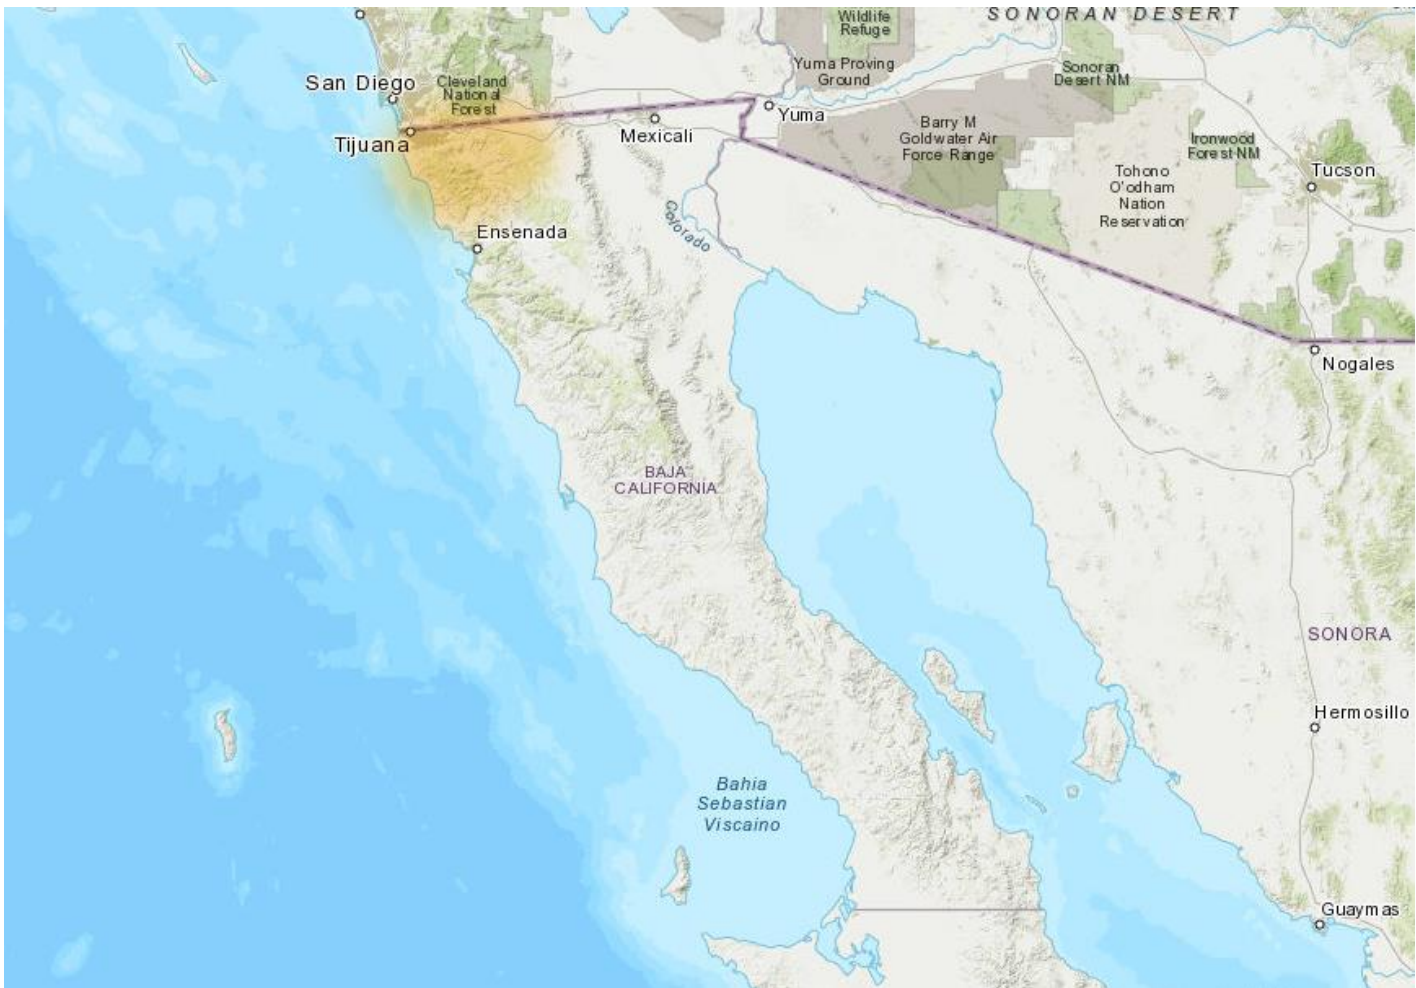 SONORAN DESERT
Wildlife
Refuge
Yuma Proving
Ground
Sonoran
Desert NM
San Diego
Cleveland
National
Forest
Yuma
Barry M
Goldwater Air
Force Range
Mexicali
Tijuana
Ironwood
Forest NM
Tohono
O'odham
Nation
Reservation
Tucson
Colorado
Ensenada
Nogales
BAJA
CALIFORNIA
SONORA
Hermosillo
Bahia
Sebastian
Viscaino
Guaymas